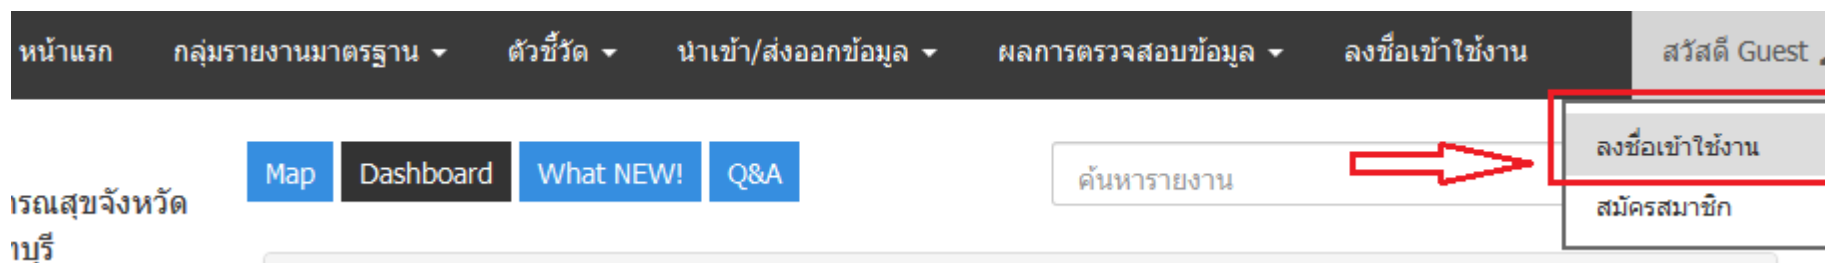 หน้าแรก กลุ่มรายงานมาตรฐาน ตัวชี้วัด นำเข้า/ส่งออกข้อมูล ผลการตรวจสอบข้อมูล ลงชื่อเข้าใช้งาน สวัสดี Guest
ลงชื่อเข้าใช้งาน
Map Dashboard What NEW! Q&A ค้นหารายงาน
สมัครสมาชิก
ารณสุขจังหวัด